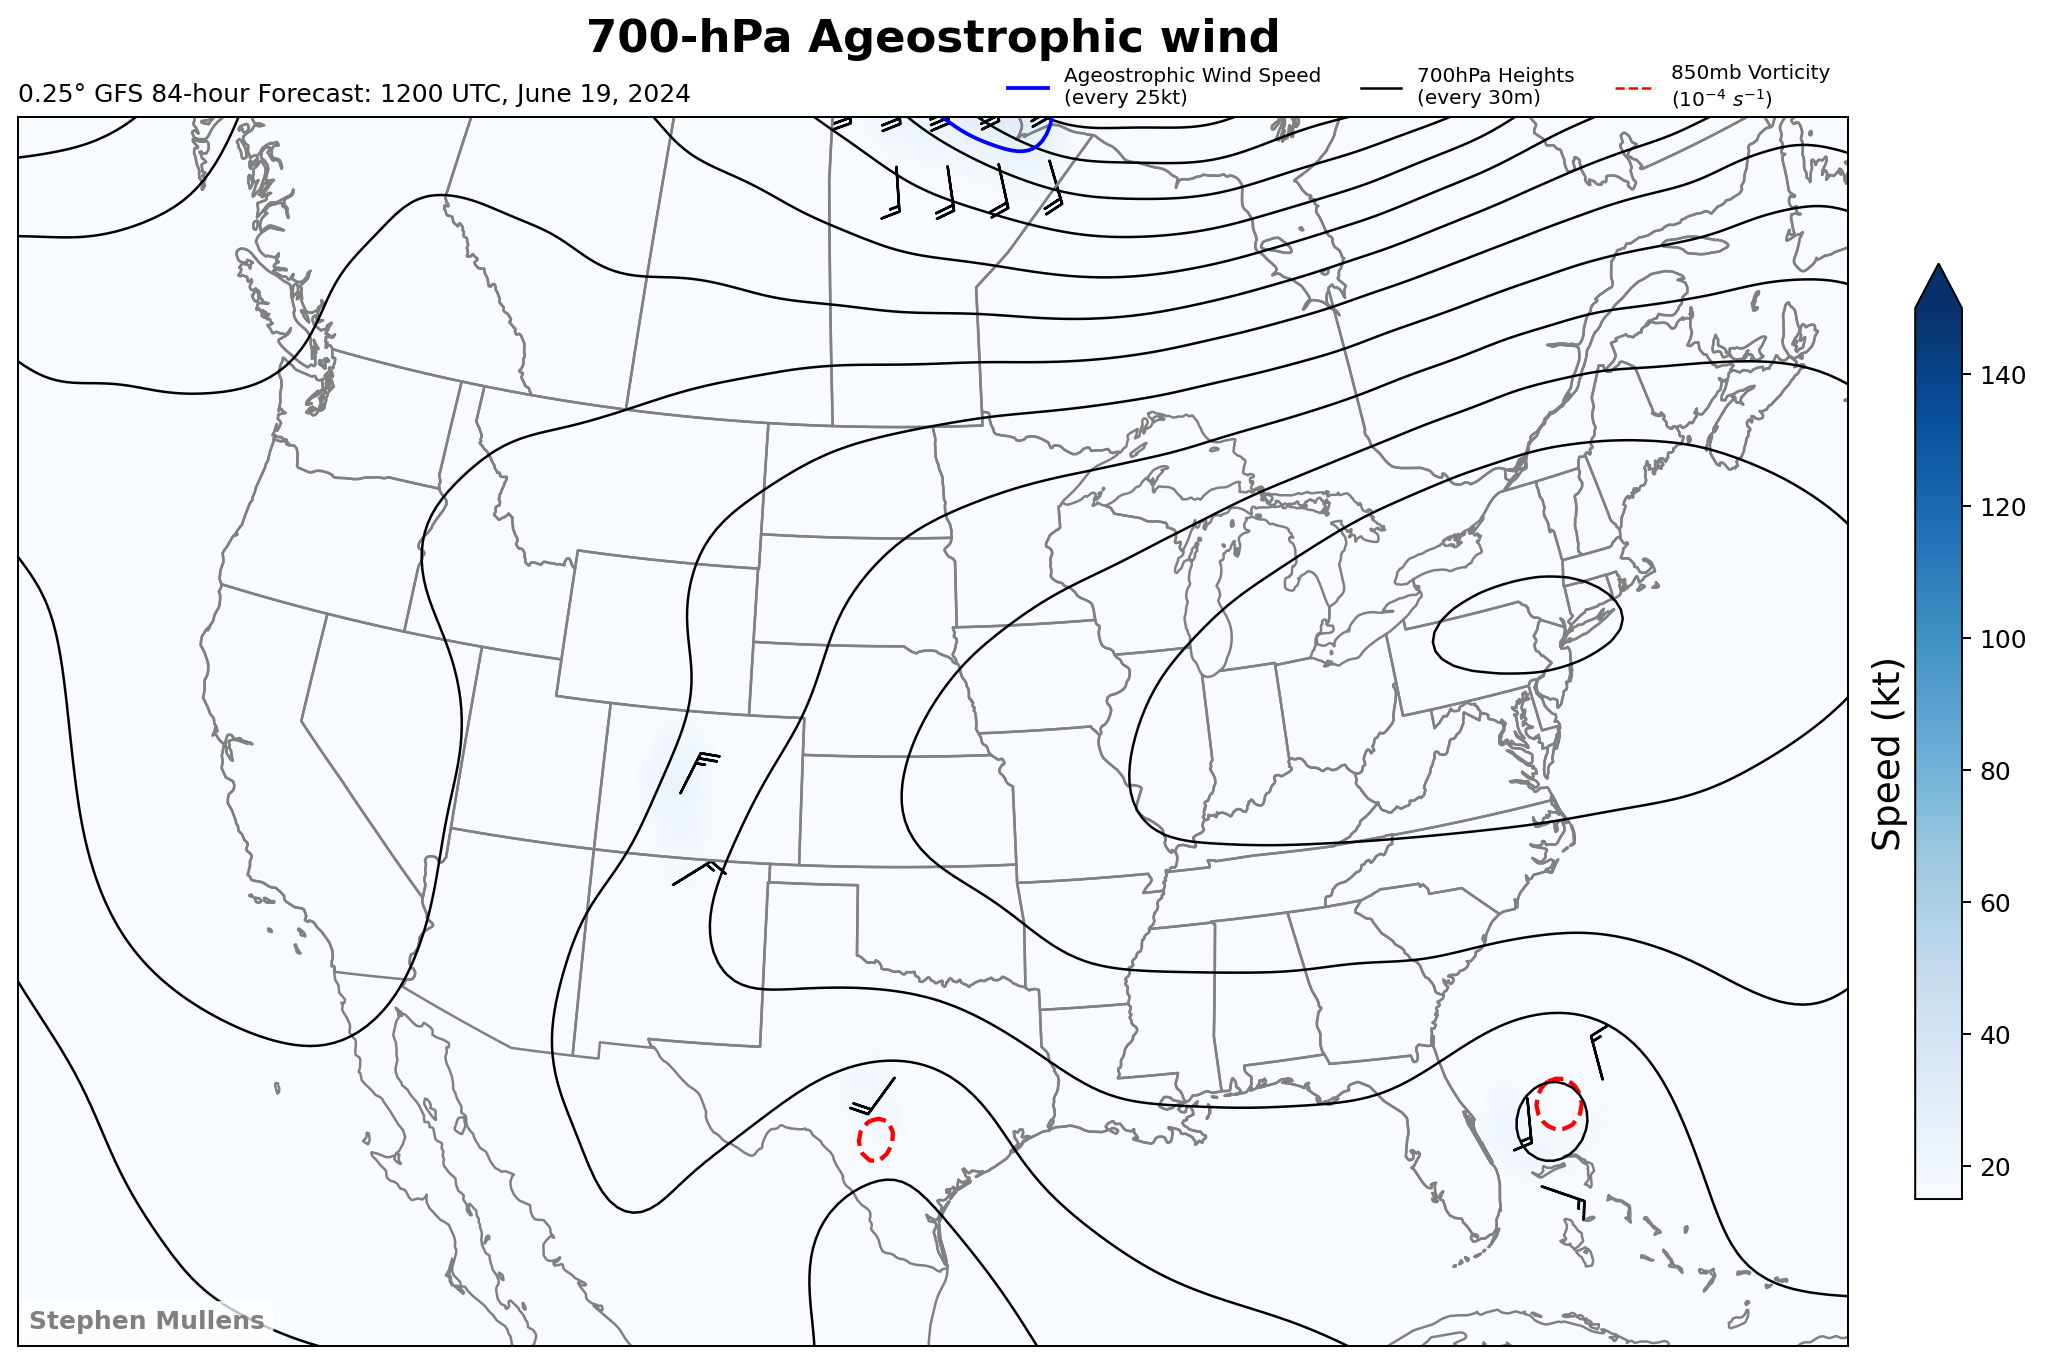 700-hPa Ageostrophic wind
0.25° GFS 84-hour Forecast: 1200 UTC, June 19, 2024
Ageostrophic Wind Speed
(every 25kt)
700hPa Heights
(every 30m)
850mb Vorticity
(10⁻⁴ s⁻¹)
140
120
100
80
60
40
20
Speed (kt)
Stephen Mullens